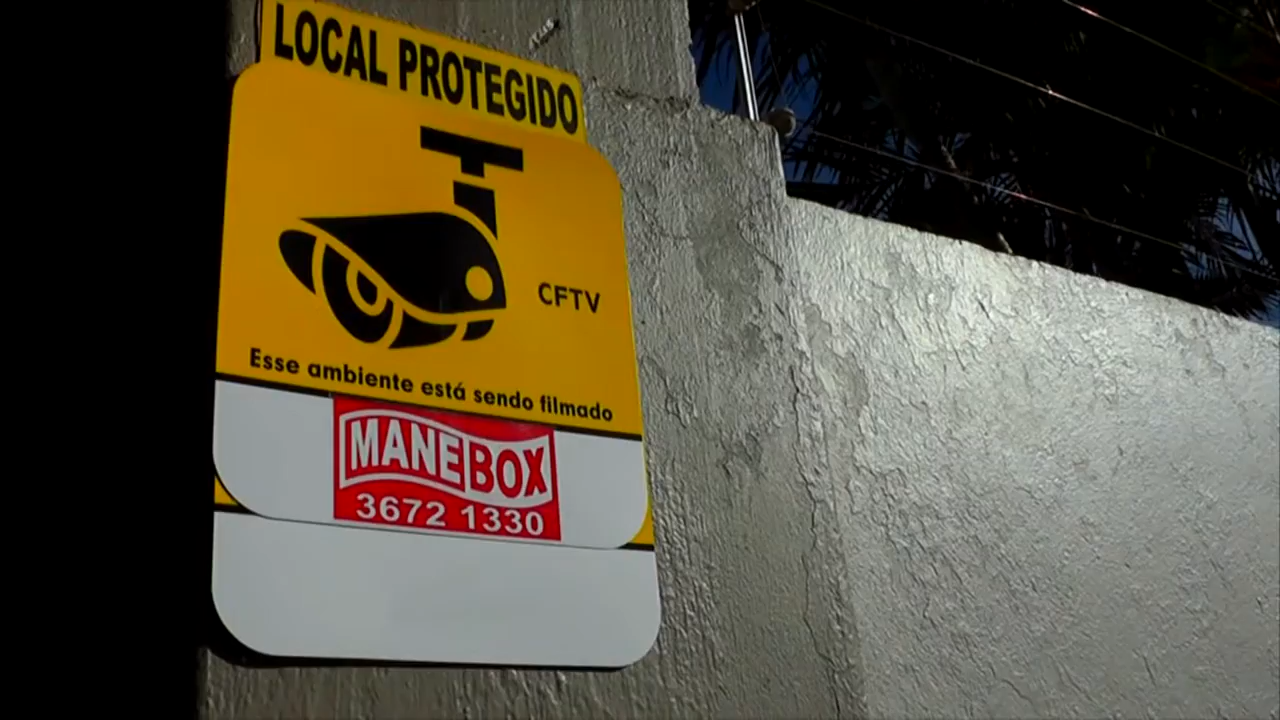 LOCAL PROTEGIDO
CFTV
Esse ambiente está sendo filmado
MANEBOX
3672 1330